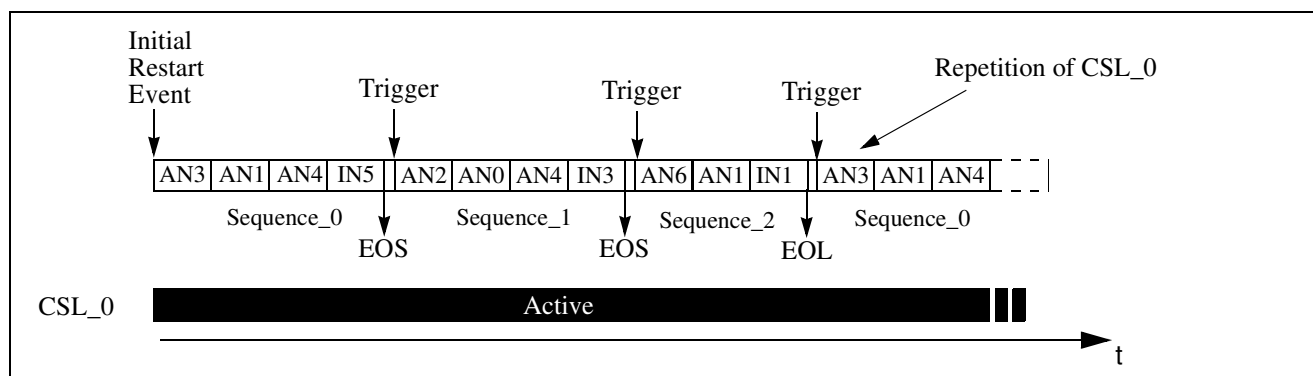 Initial
Restart
Event
Trigger
Trigger
Trigger
Repetition of CSL_0
AN3 AN1 AN4 IN5 AN2 AN0 AN4 IN3 AN6 AN1 IN1 AN3 AN1 AN4
Sequence_0 Sequence_1 Sequence_2 Sequence_0
EOS EOS EOL
CSL_0 Active
t